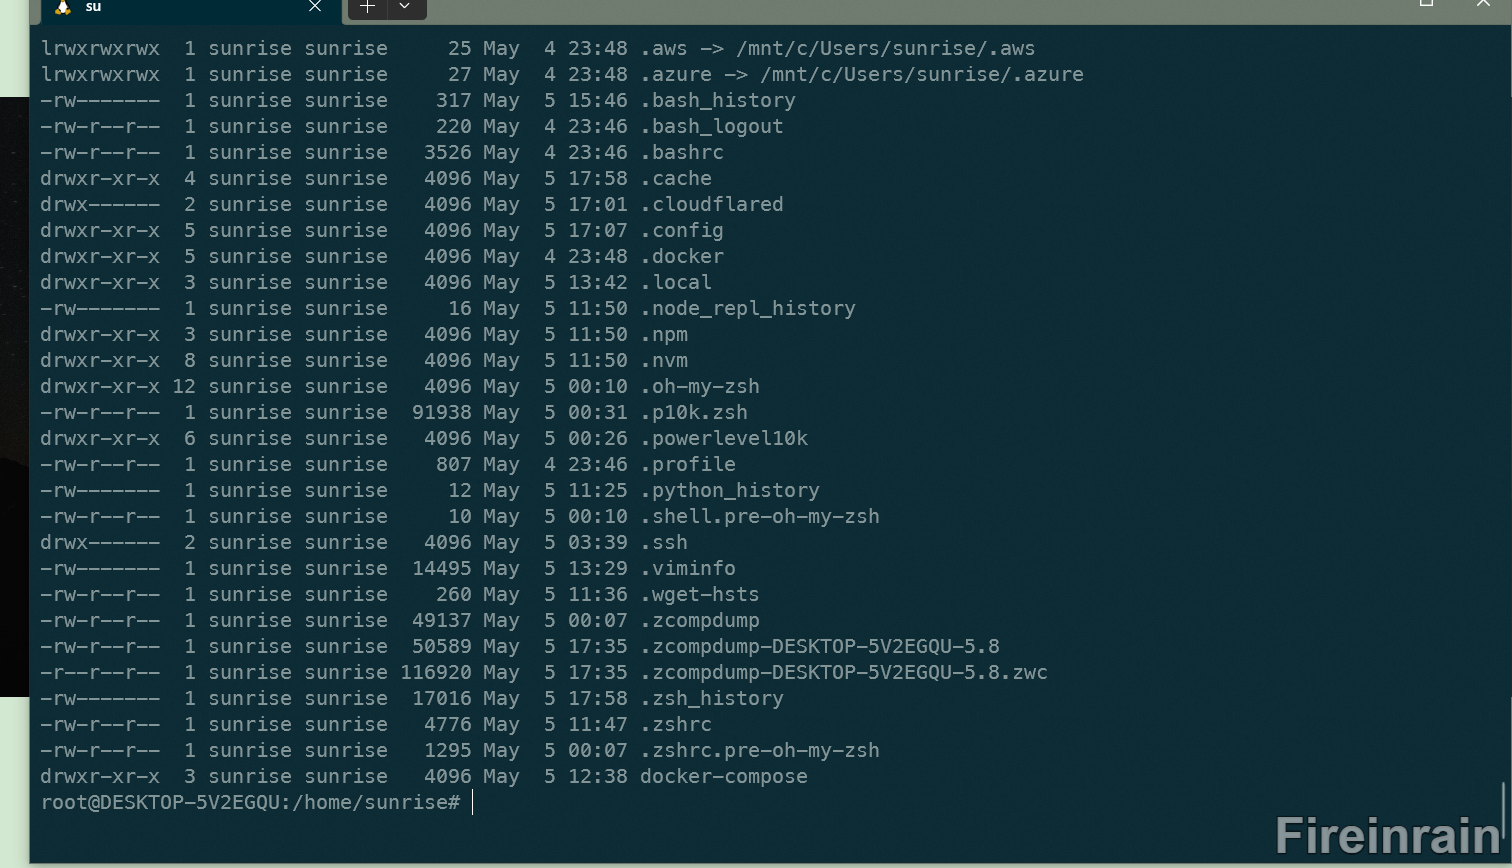 su
lrwxrwxrwx  1 sunrise sunrise     25 May  4 23:48 .aws -> /mnt/c/Users/sunrise/.aws
lrwxrwxrwx  1 sunrise sunrise     27 May  4 23:48 .azure -> /mnt/c/Users/sunrise/.azure
-rw-------  1 sunrise sunrise    317 May  5 15:46 .bash_history
-rw-r--r--  1 sunrise sunrise    220 May  4 23:46 .bash_logout
-rw-r--r--  1 sunrise sunrise   3526 May  4 23:46 .bashrc
drwxr-xr-x  4 sunrise sunrise   4096 May  5 17:58 .cache
drwx------  2 sunrise sunrise   4096 May  5 17:01 .cloudflared
drwxr-xr-x  5 sunrise sunrise   4096 May  5 17:07 .config
drwxr-xr-x  5 sunrise sunrise   4096 May  4 23:48 .docker
drwxr-xr-x  3 sunrise sunrise   4096 May  5 13:42 .local
-rw-------  1 sunrise sunrise     16 May  5 11:50 .node_repl_history
drwxr-xr-x  3 sunrise sunrise   4096 May  5 11:50 .npm
drwxr-xr-x  8 sunrise sunrise   4096 May  5 11:50 .nvm
drwxr-xr-x 12 sunrise sunrise   4096 May  5 00:10 .oh-my-zsh
-rw-r--r--  1 sunrise sunrise  91938 May  5 00:31 .p10k.zsh
drwxr-xr-x  6 sunrise sunrise   4096 May  5 00:26 .powerlevel10k
-rw-r--r--  1 sunrise sunrise    807 May  4 23:46 .profile
-rw-------  1 sunrise sunrise     12 May  5 11:25 .python_history
-rw-r--r--  1 sunrise sunrise     10 May  5 00:10 .shell.pre-oh-my-zsh
drwx------  2 sunrise sunrise   4096 May  5 03:39 .ssh
-rw-------  1 sunrise sunrise  14495 May  5 13:29 .viminfo
-rw-r--r--  1 sunrise sunrise    260 May  5 11:36 .wget-hsts
-rw-r--r--  1 sunrise sunrise  49137 May  5 00:07 .zcompdump
-rw-r--r--  1 sunrise sunrise  50589 May  5 17:35 .zcompdump-DESKTOP-5V2EGQU-5.8
-r--r--r--  1 sunrise sunrise 116920 May  5 17:35 .zcompdump-DESKTOP-5V2EGQU-5.8.zwc
-rw-------  1 sunrise sunrise  17016 May  5 17:58 .zsh_history
-rw-r--r--  1 sunrise sunrise   4776 May  5 11:47 .zshrc
-rw-r--r--  1 sunrise sunrise   1295 May  5 00:07 .zshrc.pre-oh-my-zsh
drwxr-xr-x  3 sunrise sunrise   4096 May  5 12:38 docker-compose
root@DESKTOP-5V2EGQU:/home/sunrise#
Fireinrain